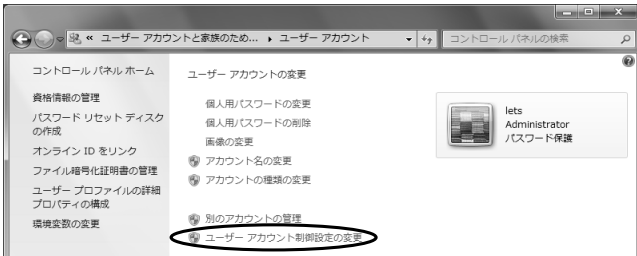 « ユーザー アカウントと家族のため... ▸ ユーザー アカウント
コントロール パネルの検索
コントロール パネル ホーム
資格情報の管理
パスワード リセット ディスク
の作成
オンライン ID をリンク
ファイル暗号化証明書の管理
ユーザー プロファイルの詳細
プロパティの構成
環境変数の変更
ユーザー アカウントの変更
個人用パスワードの変更
個人用パスワードの削除
画像の変更
アカウント名の変更
アカウントの種類の変更
別のアカウントの管理
ユーザー アカウント制御設定の変更
lets
Administrator
パスワード保護